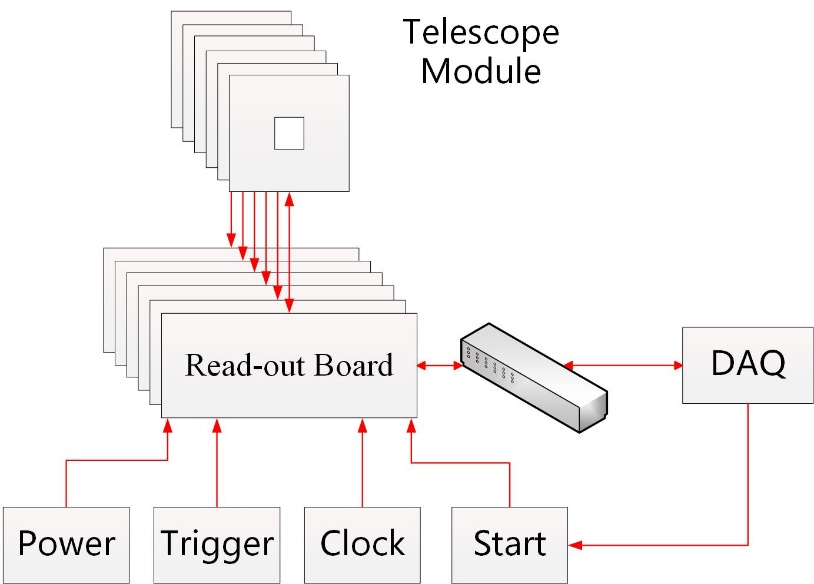 Telescope
Module
Read-out Board
DAQ
Power
Trigger
Clock
Start